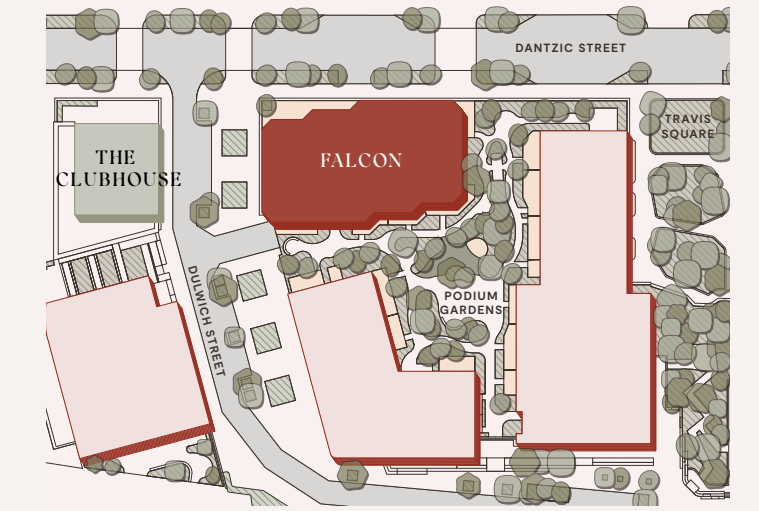 DANTZIC STREET
TRAVIS
SQUARE
THE
CLUBHOUSE
FALCON
DULWICH STREET
PODIUM
GARDENS